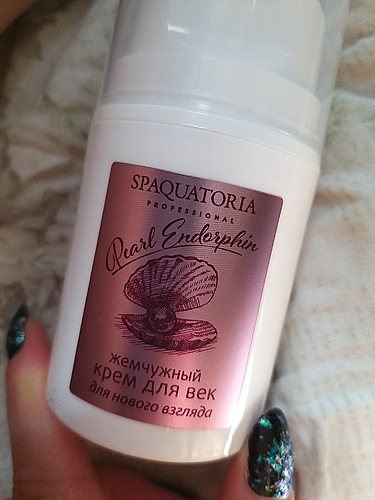 SPAQUATORIA
PROFESSIONAL
Pearl Endorphin
жемчужный
крем для век
для нового взгляда